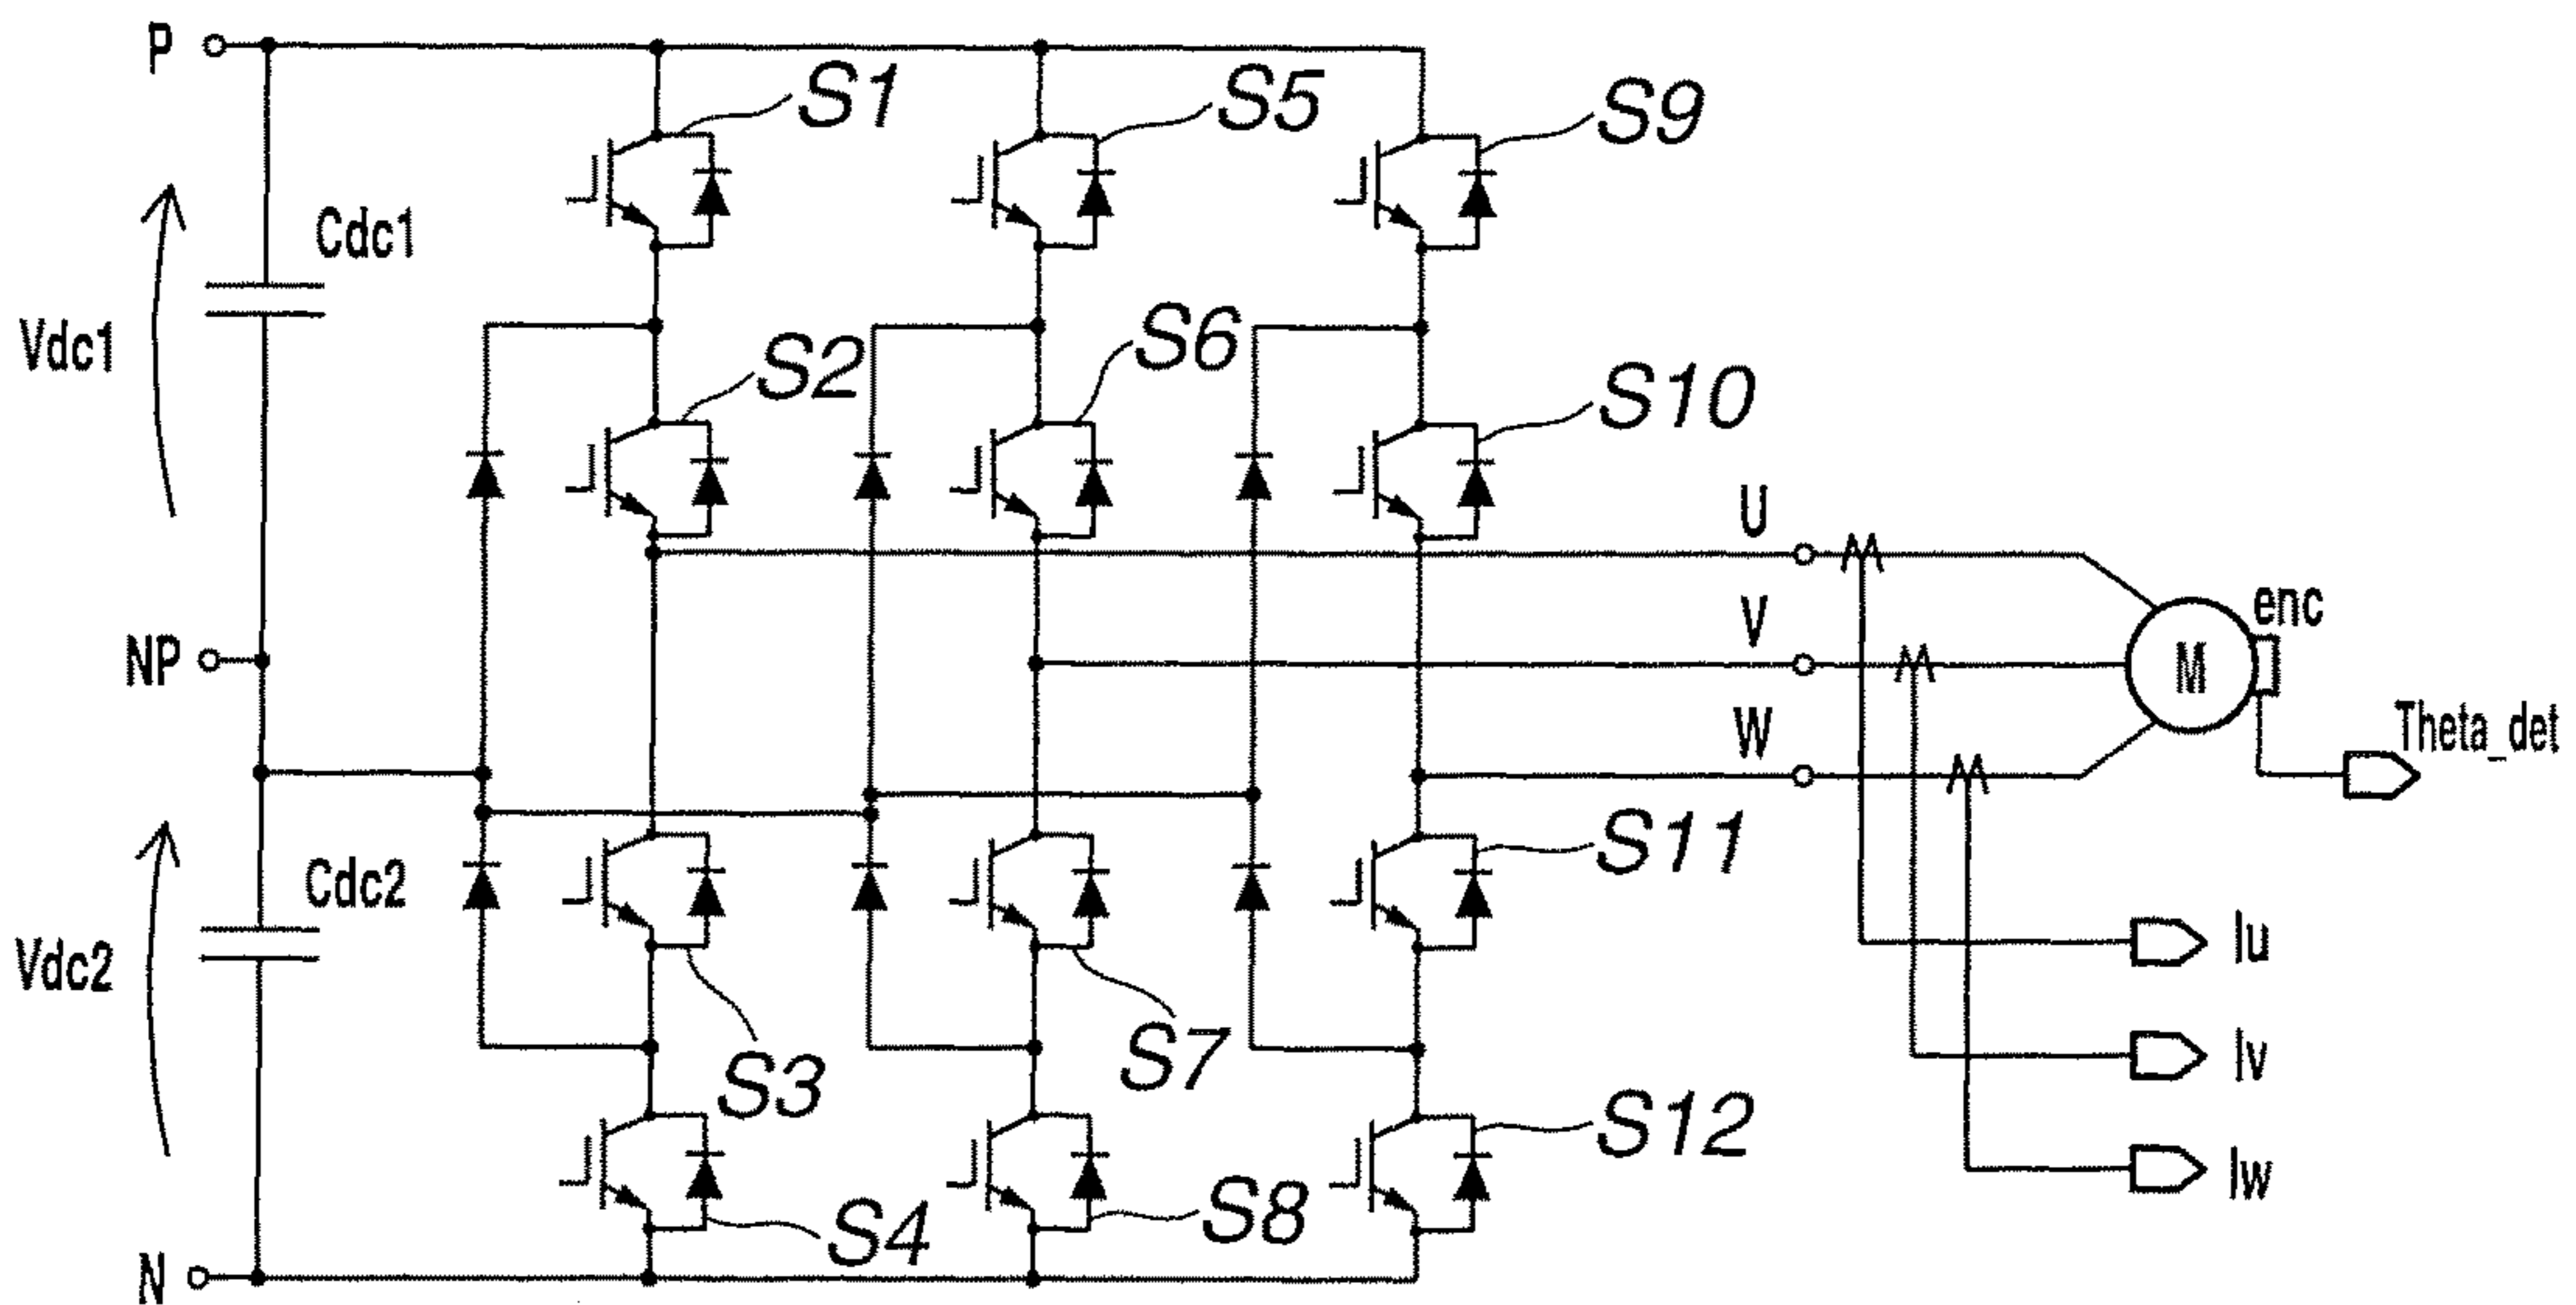 P
S1
S5
S9
Cdc1
Vdc1
S2
S6
S10
U
enc
V
NP
M
W
Theta_det
Cdc2
S11
Vdc2
Iu
S3
S7
Iv
S12
Iw
S4
S8
N